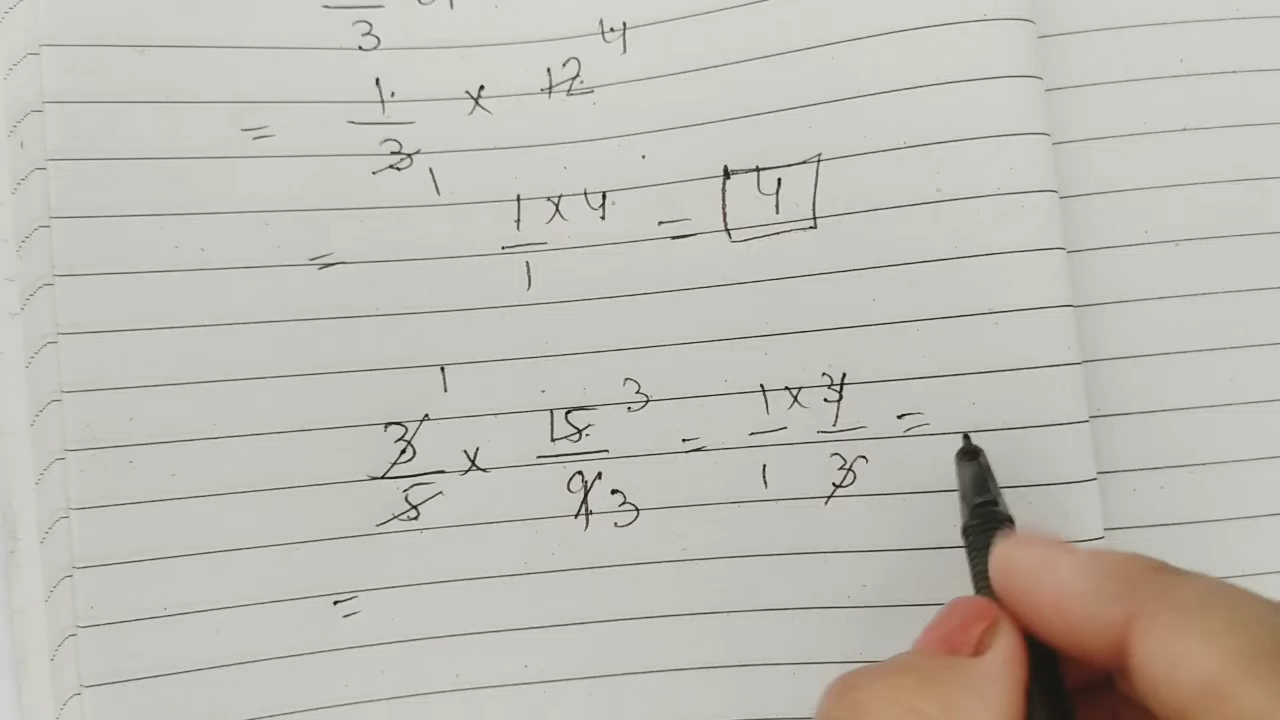 3
= 1/3 × 12 4
1
= 1 × 4/1 = 4
1
3/5 × 15/9 3 3 = 1/1 × 3/3 =
=